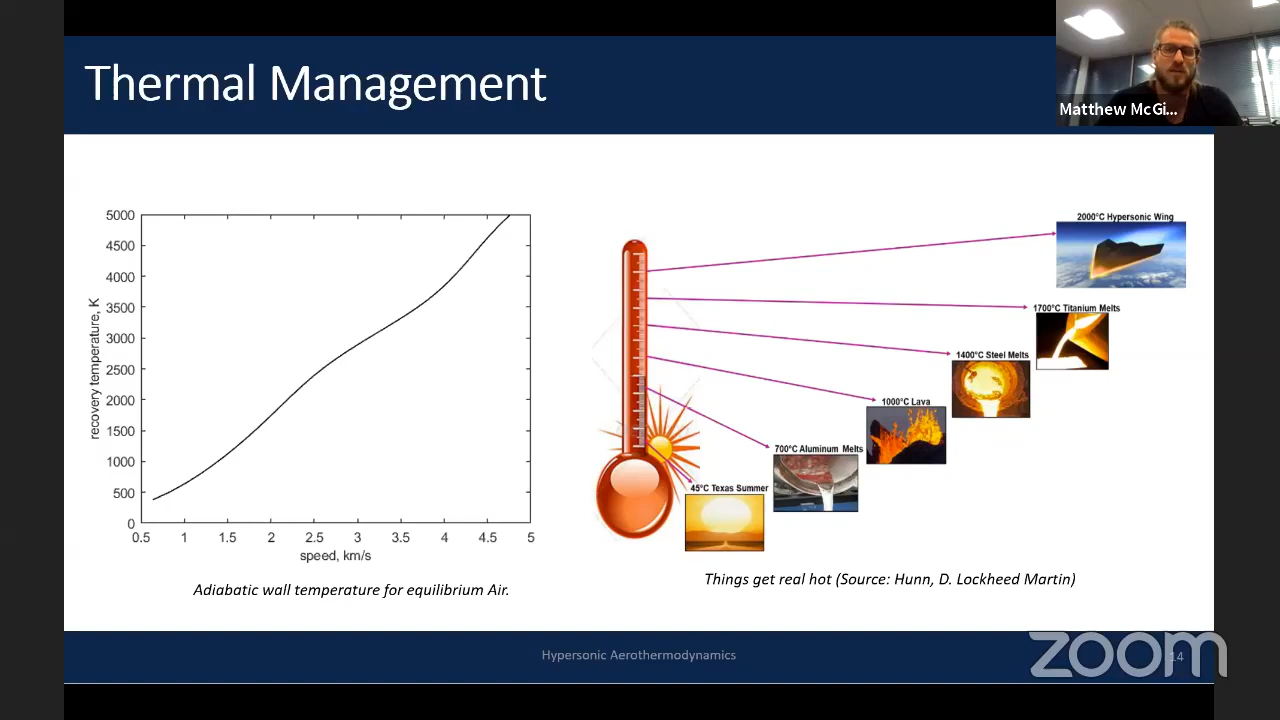 Thermal Management
Matthew McGi...
5000
4500
4000
3500
3000
2500
2000
1500
1000
500
0
recovery temperature, K
0.5 1 1.5 2 2.5 3 3.5 4 4.5 5
speed, km/s
Adiabatic wall temperature for equilibrium Air.
2000°C Hypersonic Wing
1700°C Titanium Melts
1400°C Steel Melts
1000°C Lava
700°C Aluminum Melts
45°C Texas Summer
Things get real hot (Source: Hunn, D. Lockheed Martin)
Hypersonic Aerothermodynamics
14
zoom